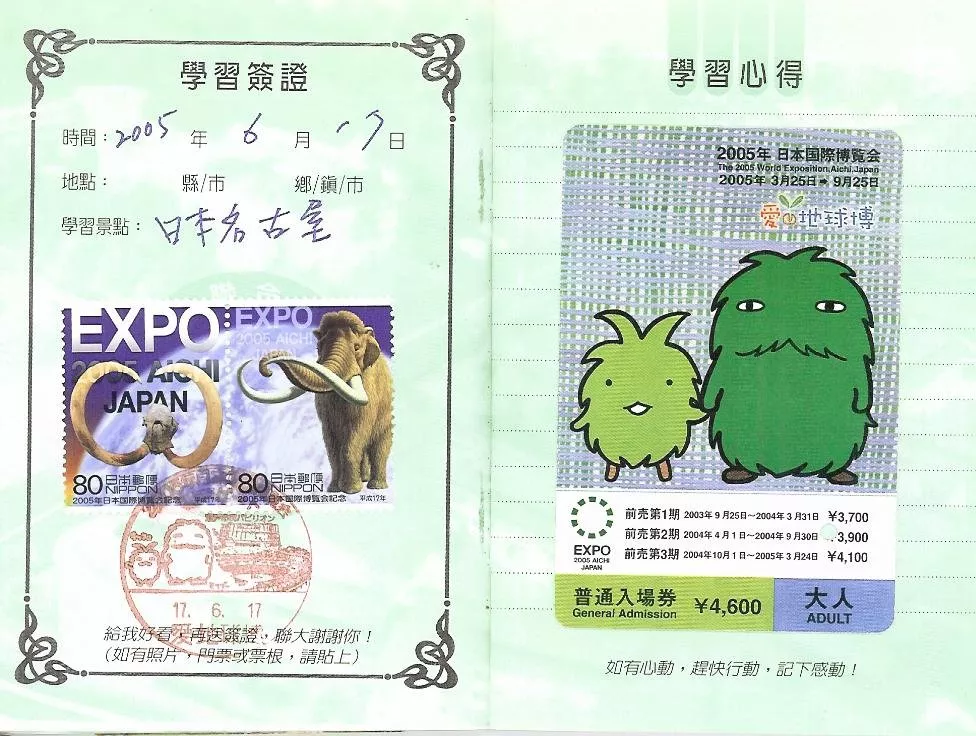 學習簽證
時間：2005 年 6 月 17 日
地點： 縣/市 鄉/鎮/市
學習景點：日本名古屋
EXPO
2005 AICHI
JAPAN
EXPO
2005 AICHI
JAPAN
80 日本郵便
NIPPON
2005年日本国際博覧会記念 平成17年
80 日本郵便
NIPPON
2005年日本国際博覧会記念 平成17年
パビリオン
17. 6. 17
愛・地球博
給我好看，再送簽證，聯大謝謝你！
（如有照片，門票或票根，請貼上）
學習心得
2005年 日本国際博覧会
The 2005 World Exposition,Aichi,Japan
2005年 3月25日➡9月25日
愛・地球博
EXPO
2005 AICHI
JAPAN
前売第1期 2003年9月25日～2004年3月31日 ¥3,700
前売第2期 2004年4月1日～2004年9月30日 3,900
前売第3期 2004年10月1日～2005年3月24日 ¥4,100
普通入場券
General Admission
¥4,600
大人
ADULT
如有心動，趕快行動，記下感動！